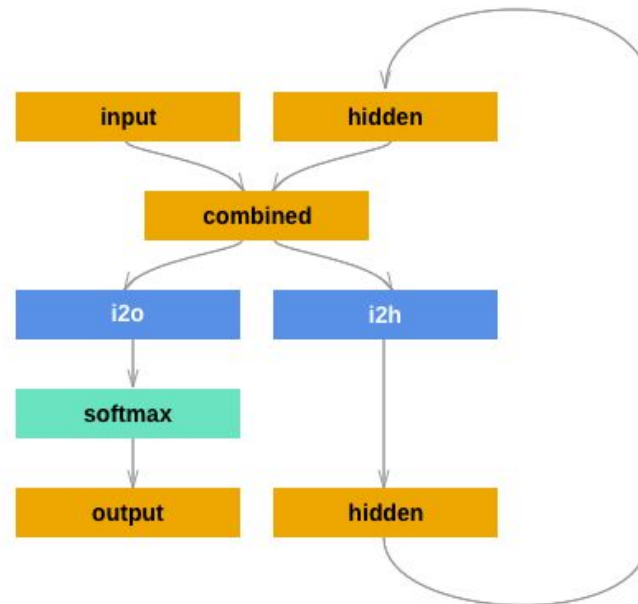 input
hidden
combined
i2o
i2h
softmax
output
hidden